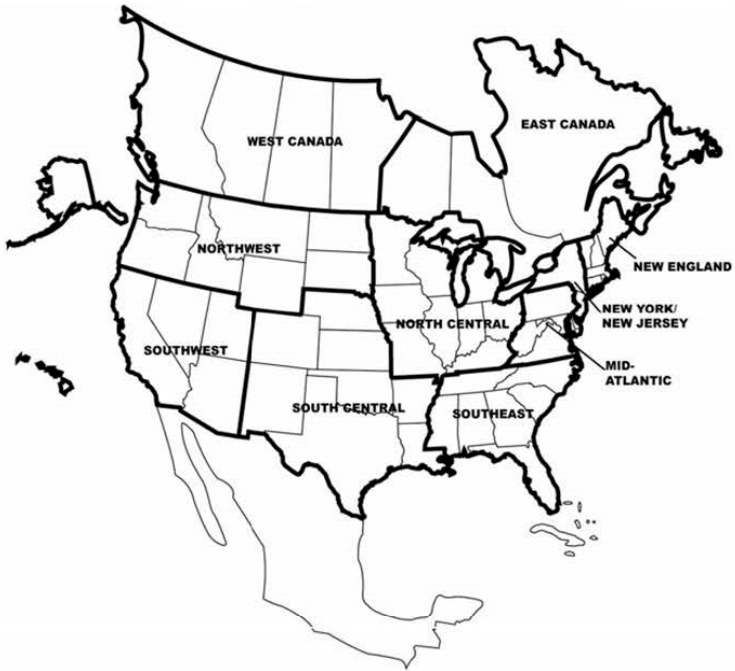 WEST CANADA
EAST CANADA
NORTHWEST
NEW ENGLAND
NEW YORK/
NEW JERSEY
NORTH CENTRAL
SOUTHWEST
MID-
ATLANTIC
SOUTH CENTRAL
SOUTHEAST